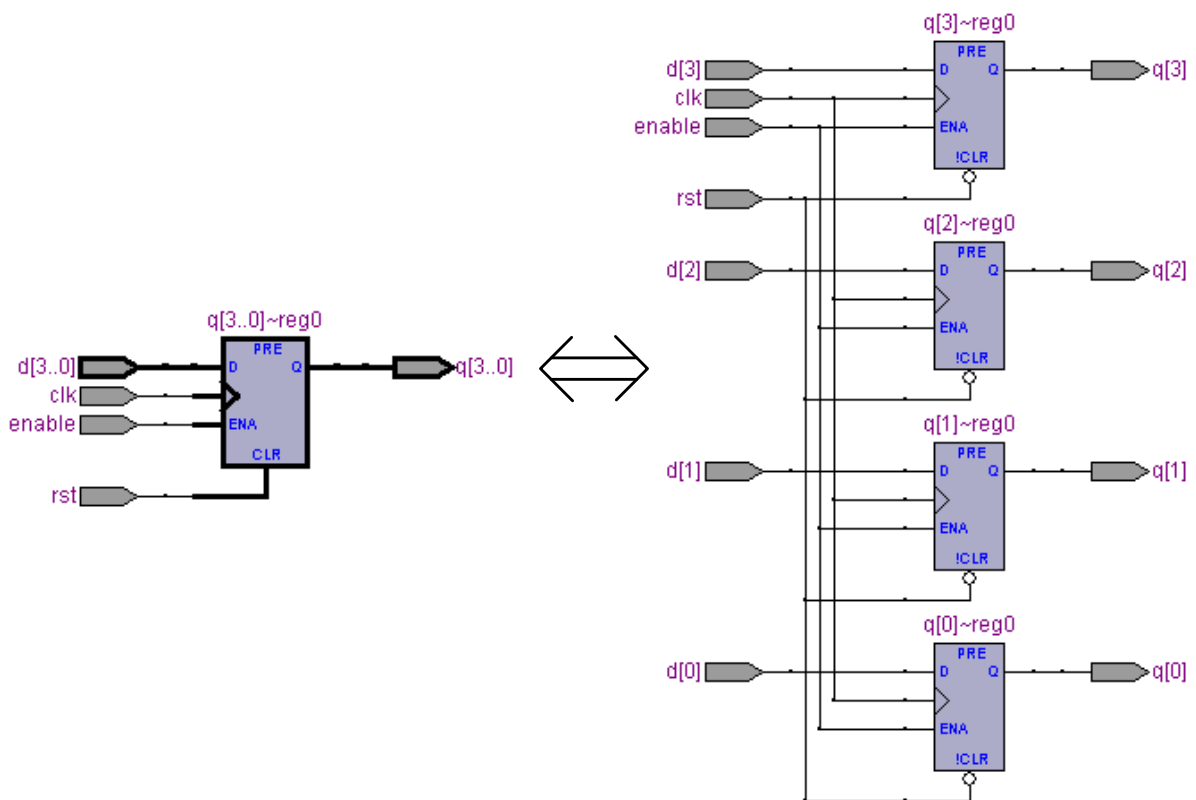 q[3..0]~reg0
PRE
d[3..0] D Q q[3..0]
clk
enable ENA
CLR
rst
q[3]~reg0
PRE
d[3] D Q q[3]
clk
enable ENA
!CLR
rst
q[2]~reg0
PRE
d[2] D Q q[2]
ENA
!CLR
q[1]~reg0
PRE
d[1] D Q q[1]
ENA
!CLR
q[0]~reg0
PRE
d[0] D Q q[0]
ENA
!CLR